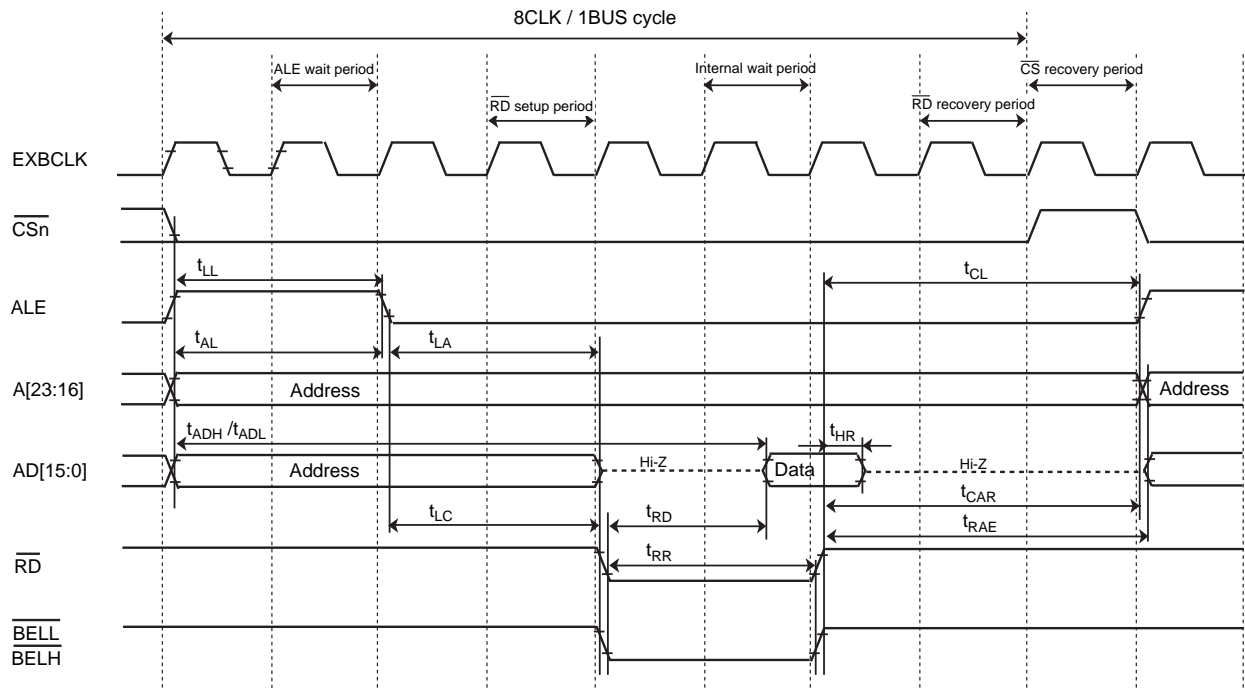 8CLK / 1BUS cycle
ALE wait period
Internal wait period
CS recovery period
RD setup period
RD recovery period
EXBCLK
CSn
tLL
tCL
ALE
tAL
tLA
A[23:16]
Address
Address
tADH /tADL
tHR
AD[15:0]
Address
Hi-Z
Data
Hi-Z
tCAR
tLC
tRD
tRAE
tRR
RD
BELL
BELH